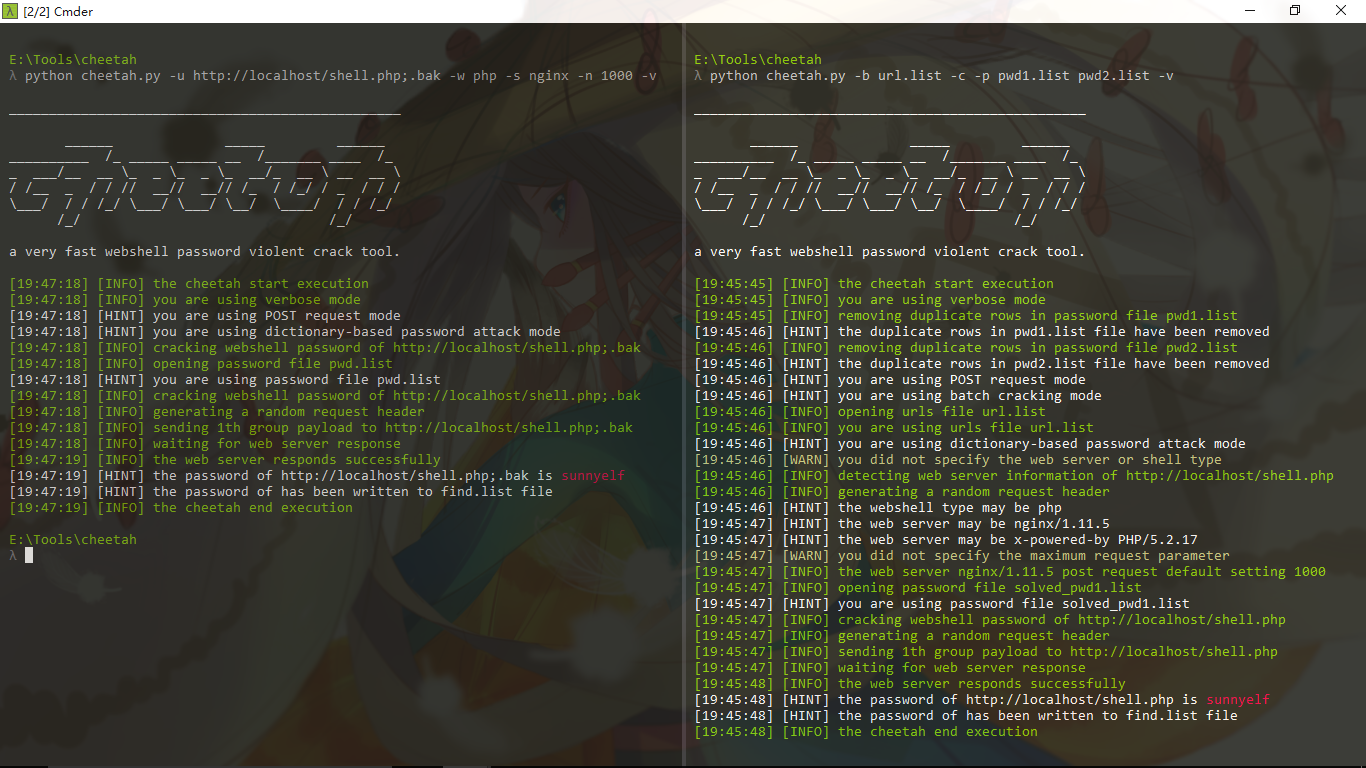 [2/2] Cmder
E:\Tools\cheetah
λ python cheetah.py -u http://localhost/shell.php;.bak -w php -s nginx -n 1000 -v
cheetah
a very fast webshell password violent crack tool.
[19:47:18] [INFO] the cheetah start execution
[19:47:18] [INFO] you are using verbose mode
[19:47:18] [HINT] you are using POST request mode
[19:47:18] [HINT] you are using dictionary-based password attack mode
[19:47:18] [INFO] cracking webshell password of http://localhost/shell.php;.bak
[19:47:18] [INFO] opening password file pwd.list
[19:47:18] [HINT] you are using password file pwd.list
[19:47:18] [INFO] cracking webshell password of http://localhost/shell.php;.bak
[19:47:18] [INFO] generating a random request header
[19:47:18] [INFO] sending 1th group payload to http://localhost/shell.php;.bak
[19:47:18] [INFO] waiting for web server response
[19:47:19] [INFO] the web server responds successfully
[19:47:19] [HINT] the password of http://localhost/shell.php;.bak is sunnyelf
[19:47:19] [HINT] the password of has been written to find.list file
[19:47:19] [INFO] the cheetah end execution
E:\Tools\cheetah
λ
E:\Tools\cheetah
λ python cheetah.py -b url.list -c -p pwd1.list pwd2.list -v
cheetah
a very fast webshell password violent crack tool.
[19:45:45] [INFO] the cheetah start execution
[19:45:45] [INFO] you are using verbose mode
[19:45:45] [INFO] removing duplicate rows in password file pwd1.list
[19:45:46] [HINT] the duplicate rows in pwd1.list file have been removed
[19:45:46] [INFO] removing duplicate rows in password file pwd2.list
[19:45:46] [HINT] the duplicate rows in pwd2.list file have been removed
[19:45:46] [HINT] you are using POST request mode
[19:45:46] [HINT] you are using batch cracking mode
[19:45:46] [INFO] opening urls file url.list
[19:45:46] [INFO] you are using urls file url.list
[19:45:46] [HINT] you are using dictionary-based password attack mode
[19:45:46] [WARN] you did not specify the web server or shell type
[19:45:46] [INFO] detecting web server information of http://localhost/shell.php
[19:45:46] [INFO] generating a random request header
[19:45:46] [HINT] the webshell type may be php
[19:45:47] [HINT] the web server may be nginx/1.11.5
[19:45:47] [HINT] the web server may be x-powered-by PHP/5.2.17
[19:45:47] [WARN] you did not specify the maximum request parameter
[19:45:47] [INFO] the web server nginx/1.11.5 post request default setting 1000
[19:45:47] [INFO] opening password file solved_pwd1.list
[19:45:47] [HINT] you are using password file solved_pwd1.list
[19:45:47] [INFO] cracking webshell password of http://localhost/shell.php
[19:45:47] [INFO] generating a random request header
[19:45:47] [INFO] sending 1th group payload to http://localhost/shell.php
[19:45:47] [INFO] waiting for web server response
[19:45:48] [INFO] the web server responds successfully
[19:45:48] [HINT] the password of http://localhost/shell.php is sunnyelf
[19:45:48] [HINT] the password of has been written to find.list file
[19:45:48] [INFO] the cheetah end execution